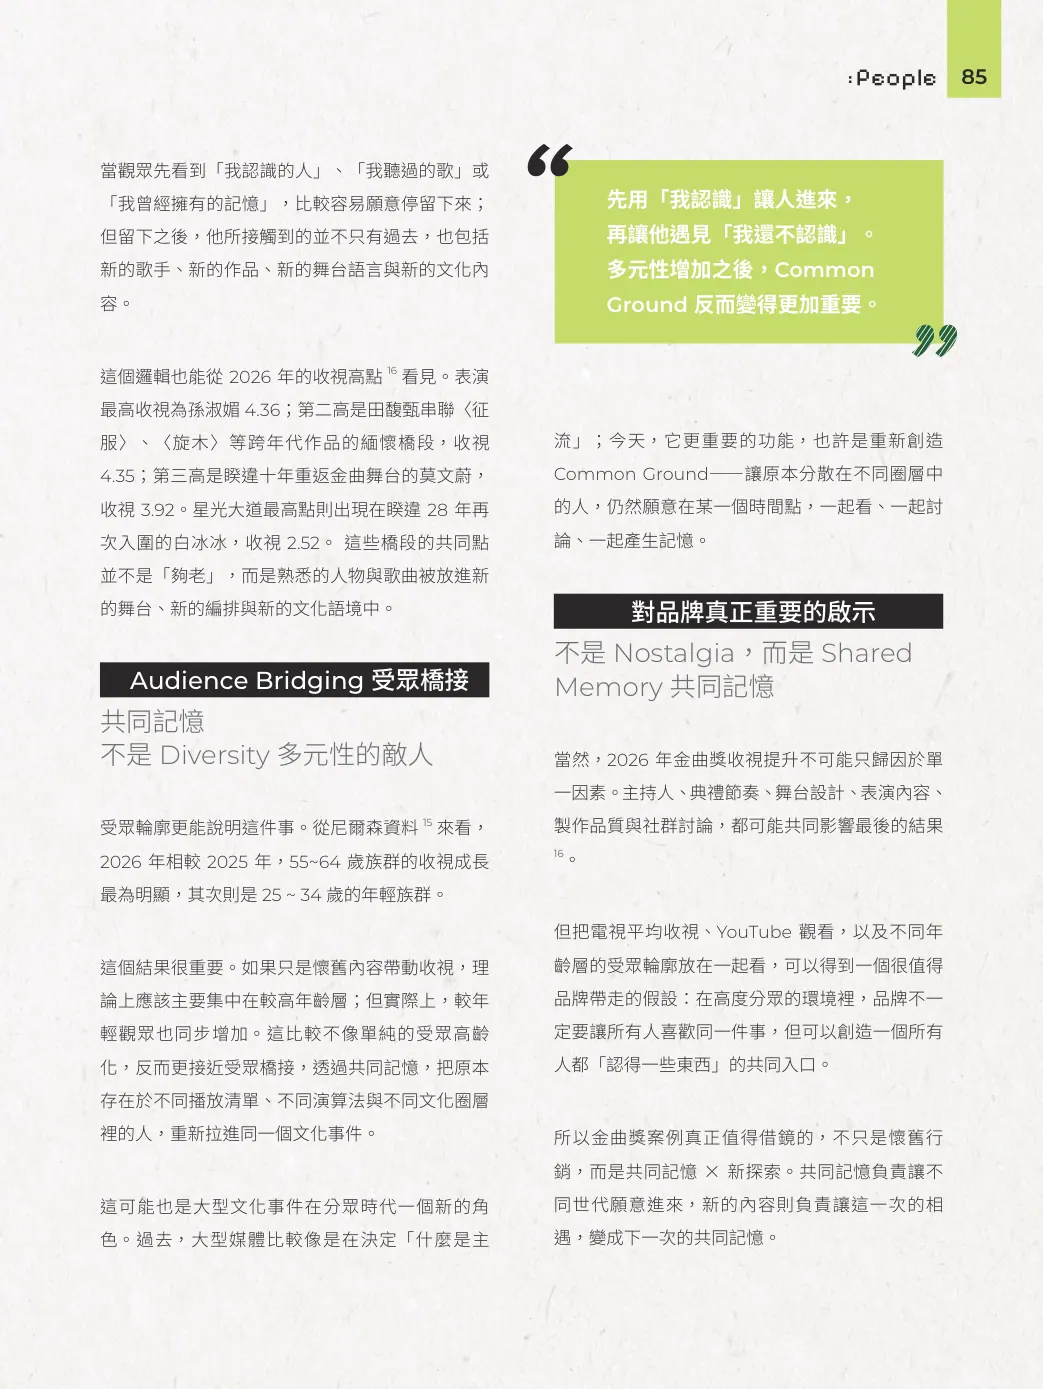 :People
85
當觀眾先看到「我認識的人」、「我聽過的歌」或
「我曾經擁有的記憶」，比較容易願意停留下來；
但留下之後，他所接觸到的並不只有過去，也包括
新的歌手、新的作品、新的舞台語言與新的文化內
容。
這個邏輯也能從 2026 年的收視高點 16 看見。表演
最高收視為孫淑媚 4.36；第二高是田馥甄串聯〈征
服〉、〈旋木〉等跨年代作品的緬懷橋段，收視
4.35；第三高是睽違十年重返金曲舞台的莫文蔚，
收視 3.92。星光大道最高點則出現在睽違 28 年再
次入圍的白冰冰，收視 2.52。 這些橋段的共同點
並不是「夠老」，而是熟悉的人物與歌曲被放進新
的舞台、新的編排與新的文化語境中。
Audience Bridging 受眾橋接
共同記憶
不是 Diversity 多元性的敵人
受眾輪廓更能說明這件事。從尼爾森資料 15 來看，
2026 年相較 2025 年，55~64 歲族群的收視成長
最為明顯，其次則是 25 ~ 34 歲的年輕族群。
這個結果很重要。如果只是懷舊內容帶動收視，理
論上應該主要集中在較高年齡層；但實際上，較年
輕觀眾也同步增加。這比較不像單純的受眾高齡
化，反而更接近受眾橋接，透過共同記憶，把原本
存在於不同播放清單、不同演算法與不同文化圈層
裡的人，重新拉進同一個文化事件。
這可能也是大型文化事件在分眾時代一個新的角
色。過去，大型媒體比較像是在決定「什麼是主
“
先用「我認識」讓人進來，
再讓他遇見「我還不認識」。
多元性增加之後，Common
Ground 反而變得更加重要。
”
流」；今天，它更重要的功能，也許是重新創造
Common Ground——讓原本分散在不同圈層中
的人，仍然願意在某一個時間點，一起看、一起討
論、一起產生記憶。
對品牌真正重要的啟示
不是 Nostalgia，而是 Shared
Memory 共同記憶
當然，2026 年金曲獎收視提升不可能只歸因於單
一因素。主持人、典禮節奏、舞台設計、表演內容、
製作品質與社群討論，都可能共同影響最後的結果
16。
但把電視平均收視、YouTube 觀看，以及不同年
齡層的受眾輪廓放在一起看，可以得到一個很值得
品牌帶走的假設：在高度分眾的環境裡，品牌不一
定要讓所有人喜歡同一件事，但可以創造一個所有
人都「認得一些東西」的共同入口。
所以金曲獎案例真正值得借鏡的，不只是懷舊行
銷，而是共同記憶 × 新探索。共同記憶負責讓不
同世代願意進來，新的內容則負責讓這一次的相
遇，變成下一次的共同記憶。